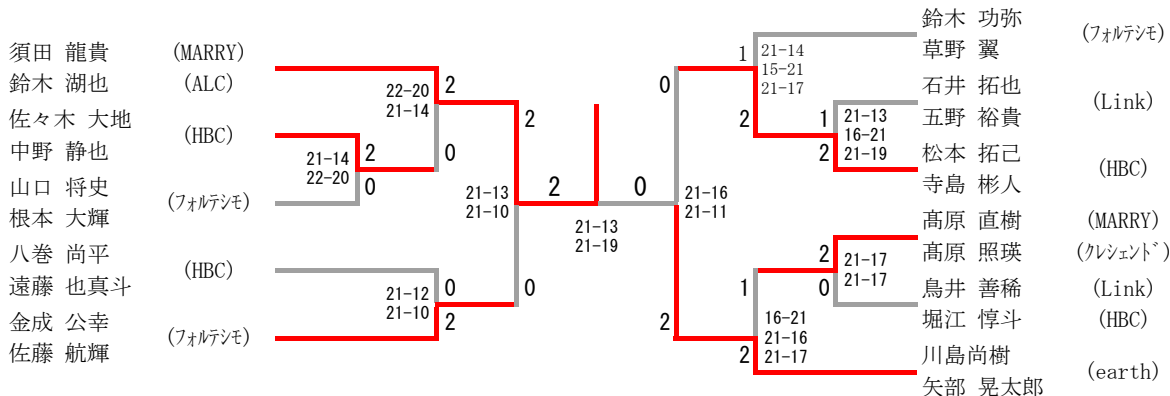 須田 龍貴 (MARRY)
鈴木 湖也 (ALC)
佐々木 大地
(HBC)
中野 静也
山口 将史
(フォルテシモ)
根本 大輝
八巻 尚平
(HBC)
遠藤 也真斗
金成 公幸
(フォルテシモ)
佐藤 航輝
21-14
22-20
2
0
22-20
21-14
2
0
21-12
21-10
0
2
21-13
21-10
2
0
2
0
21-13
21-19
0
2
21-16
21-11
1
2
21-14
15-21
21-17
1
2
21-13
16-21
21-19
2
0
21-17
21-17
1
2
16-21
21-16
21-17
鈴木 功弥
(フォルテシモ)
草野 翼
石井 拓也
(Link)
五野 裕貴
松本 拓己
(HBC)
寺島 彬人
髙原 直樹 (MARRY)
髙原 照瑛 (クレシェンド)
鳥井 善稀 (Link)
堀江 惇斗 (HBC)
川島尚樹
(earth)
矢部 晃太郎